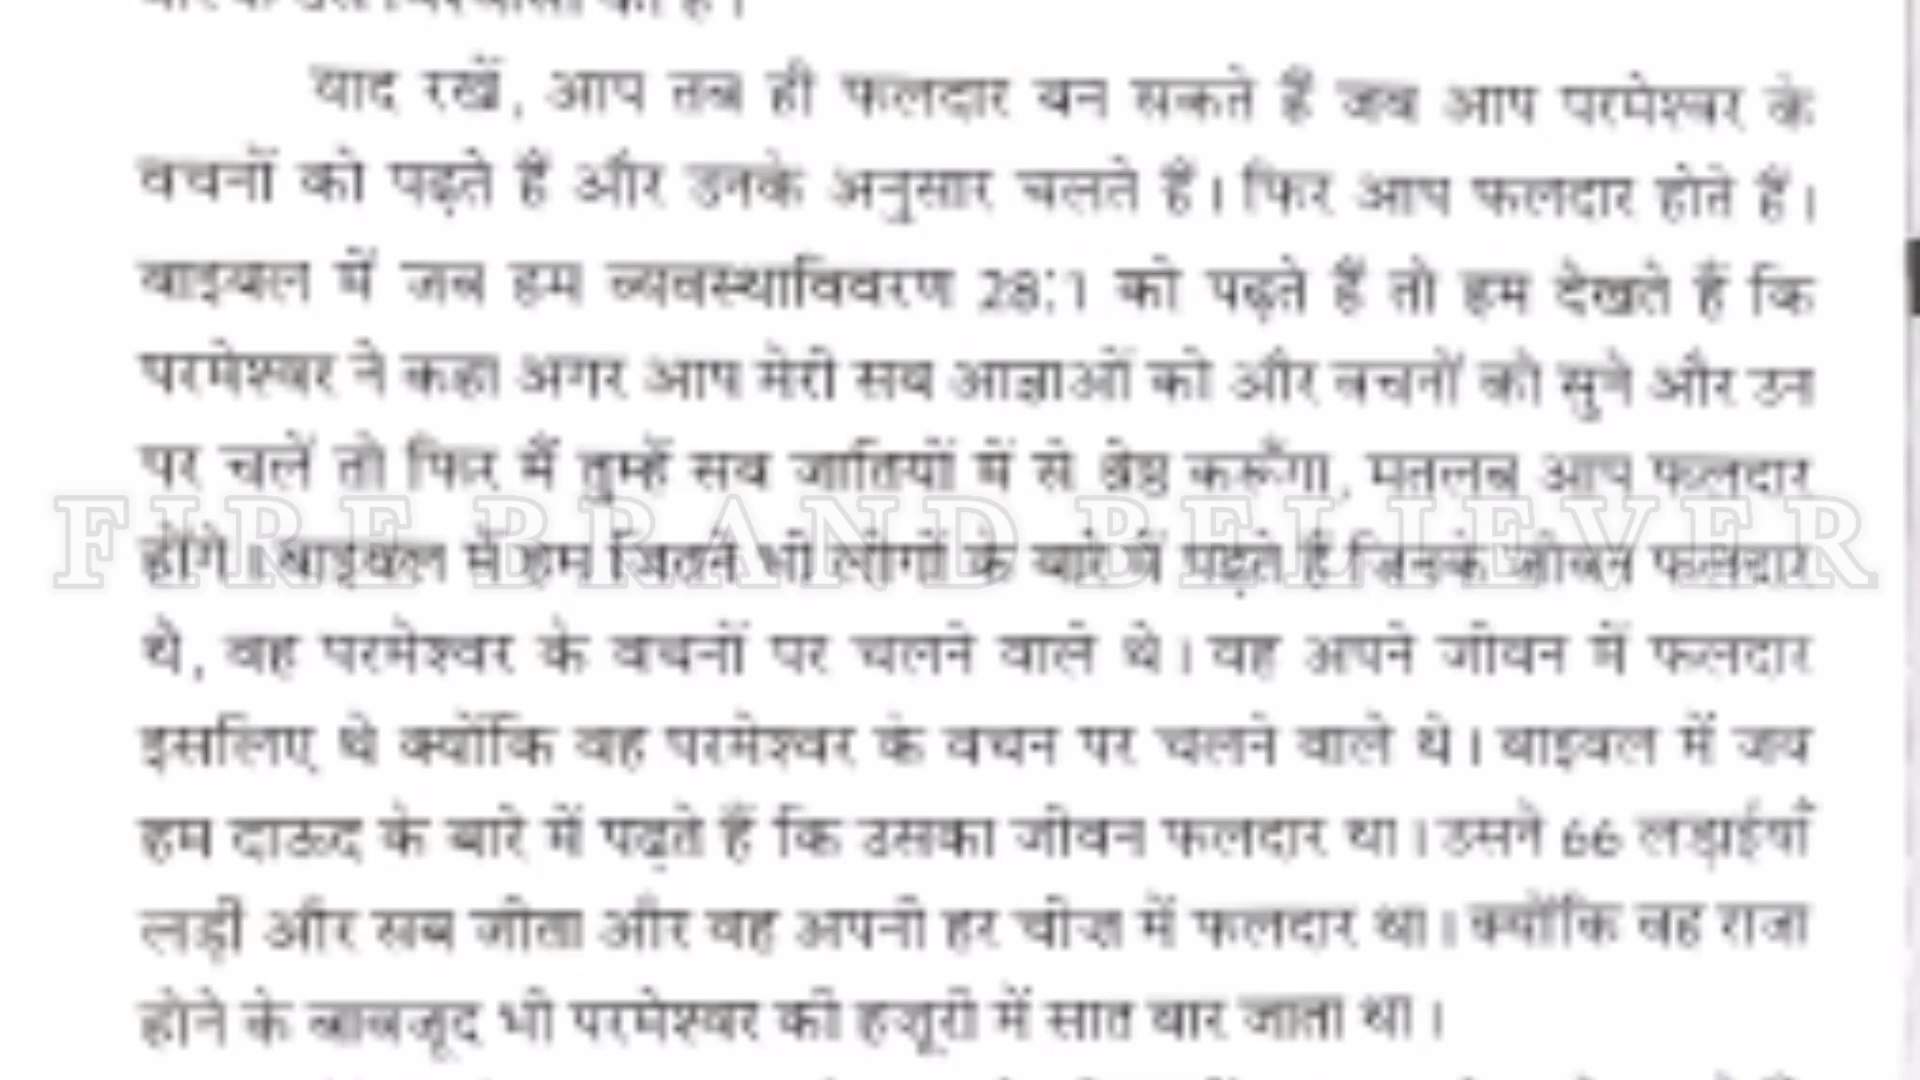 याद रखें, आप तब ही फलदार बन सकते हैं जब आप परमेश्वर के
वचनों को पढ़ते हैं और उनके अनुसार चलते हैं। फिर आप फलदार होते हैं।
बाइबल में जब हम व्यवस्थाविवरण 28:1 को पढ़ते हैं तो हम देखते हैं कि
परमेश्वर ने कहा अगर आप मेरी सब आज्ञाओं को और वचनों को सुने और उन
पर चलें तो फिर मैं तुम्हें सब जातियों में से श्रेष्ठ करूँगा, मतलब आप फलदार
होंगे। बाइबल में हम जितने भी लोगों के बारे में पढ़ते हैं जिनके जीवन फलदार
FIRE BRAND BELIEVER
थे, वह परमेश्वर के वचनों पर चलने वाले थे। वह अपने जीवन में फलदार
इसलिए थे क्योंकि वह परमेश्वर के वचन पर चलने वाले थे। बाइबल में जब
हम दाऊद के बारे में पढ़ते हैं कि उसका जीवन फलदार था। उसने 66 लड़ाईयाँ
लड़ी और सब जीता और वह अपनी हर चीज में फलदार था। क्योंकि वह राजा
होने के बावजूद भी परमेश्वर की हजूरी में सात बार जाता था।